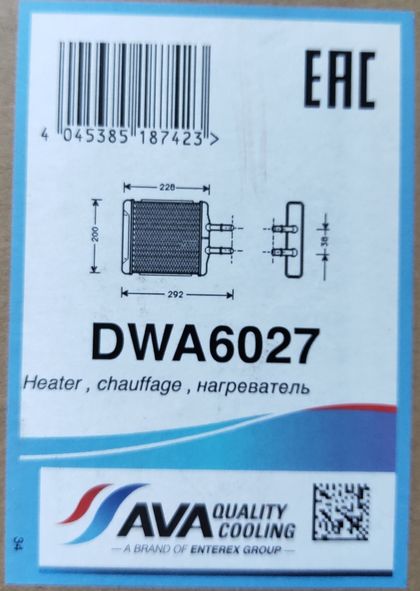 EAC
4 045385 187423 >
228
200
38
292
DWA6027
Heater , chauffage , нагреватель
AVA QUALITY COOLING
— A BRAND OF ENTEREX GROUP —
34